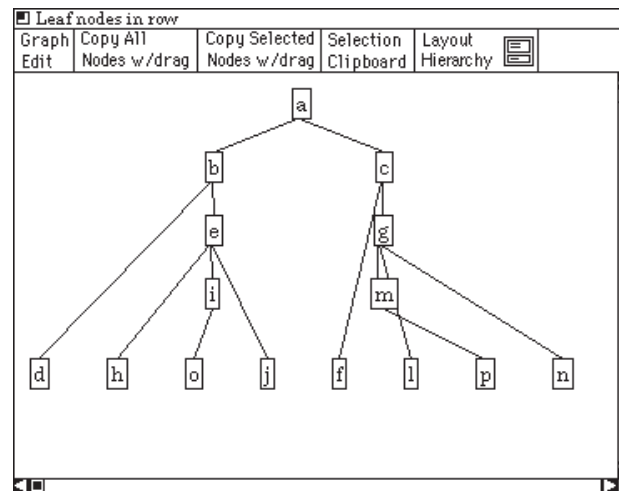 Leaf nodes in row
Graph Copy All Copy Selected Selection Layout
Edit Nodes w/drag Nodes w/drag Clipboard Hierarchy
a
b c
e g
i m
d h o j f l p n